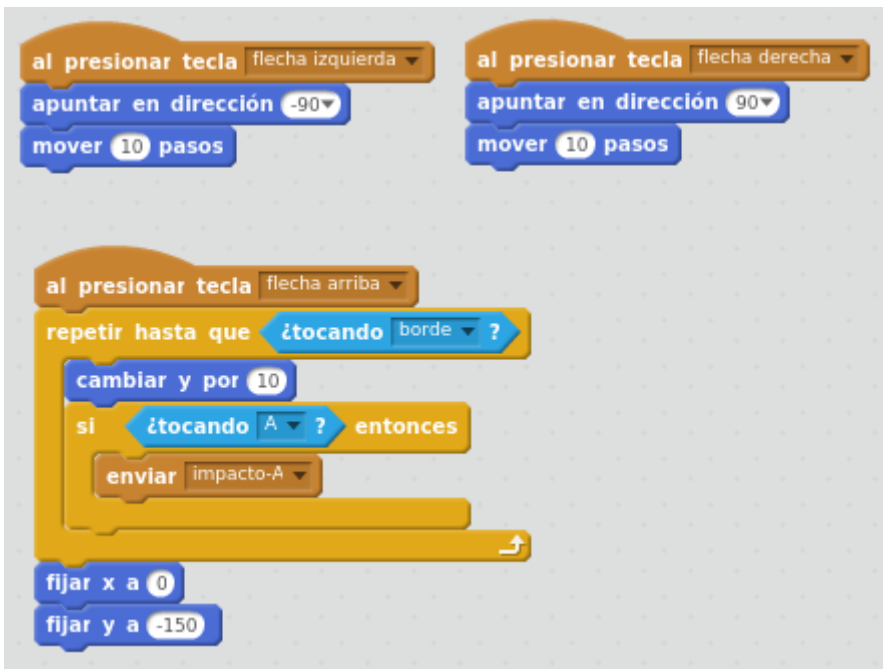 al presionar tecla flecha izquierda
apuntar en dirección -90
mover 10 pasos
al presionar tecla flecha derecha
apuntar en dirección 90
mover 10 pasos
al presionar tecla flecha arriba
repetir hasta que ¿tocando borde ?
cambiar y por 10
si ¿tocando A ? entonces
enviar impacto-A
fijar x a 0
fijar y a -150